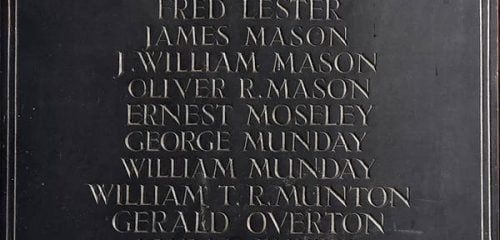 FRED LESTER
JAMES MASON
J. WILLIAM MASON
OLIVER R. MASON
ERNEST MOSELEY
GEORGE MUNDAY
WILLIAM MUNDAY
WILLIAM T. R. MUNTON
GERALD OVERTON